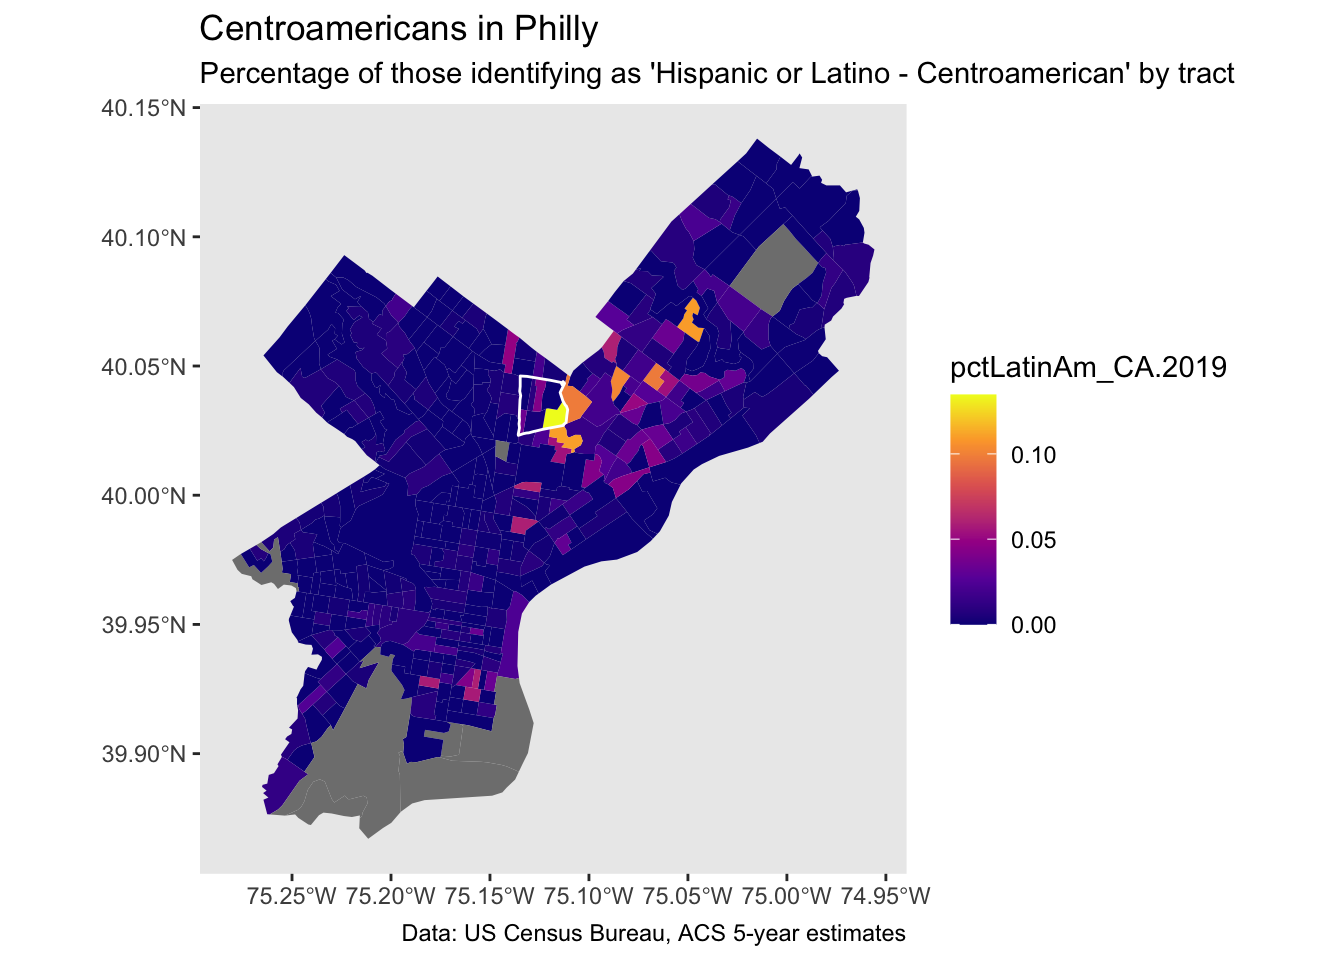 Centroamericans in Philly
Percentage of those identifying as 'Hispanic or Latino - Centroamerican' by tract
40.15°N
40.10°N
40.05°N
40.00°N
39.95°N
39.90°N
75.25°W 75.20°W 75.15°W 75.10°W 75.05°W 75.00°W 74.95°W
pctLatinAm_CA.2019
0.10
0.05
0.00
Data: US Census Bureau, ACS 5-year estimates